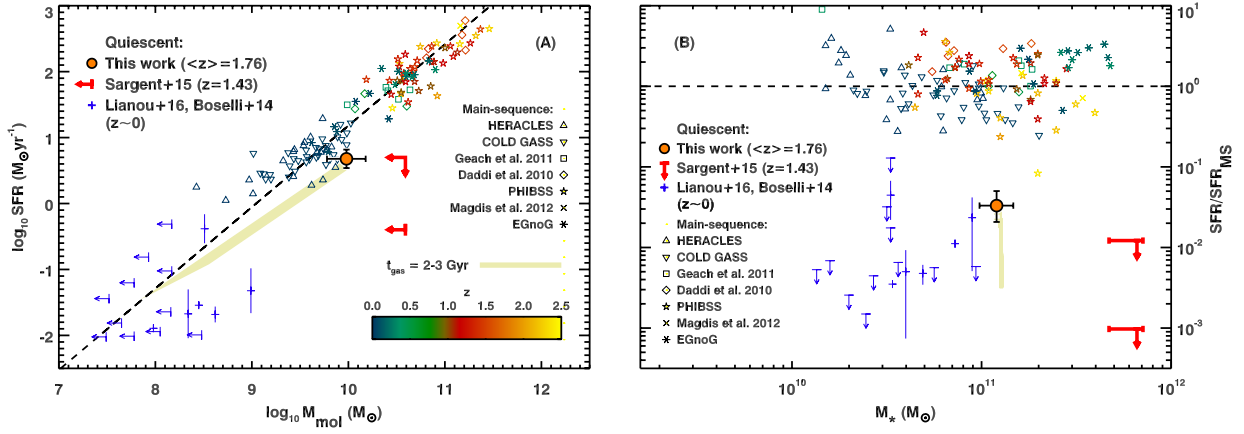 3
2
1
0
-1
-2
log₁₀ SFR (M⊙yr⁻¹)
7
8
9
10
11
12
log₁₀ M_mol (M⊙)
(A)
Quiescent:
This work (<z>=1.76)
Sargent+15 (z=1.43)
Lianou+16, Boselli+14
(z~0)
Main-sequence:
HERACLES
COLD GASS
Geach et al. 2011
Daddi et al. 2010
PHIBSS
Magdis et al. 2012
EGnoG
t_gas = 2-3 Gyr
z
0.0
0.5
1.0
1.5
2.0
2.5
(B)
Quiescent:
This work (<z>=1.76)
Sargent+15 (z=1.43)
Lianou+16, Boselli+14
(z~0)
Main-sequence:
HERACLES
COLD GASS
Geach et al. 2011
Daddi et al. 2010
PHIBSS
Magdis et al. 2012
EGnoG
10¹⁰
10¹¹
10¹²
M* (M⊙)
10¹
10⁰
10⁻¹
10⁻²
10⁻³
SFR/SFR_MS